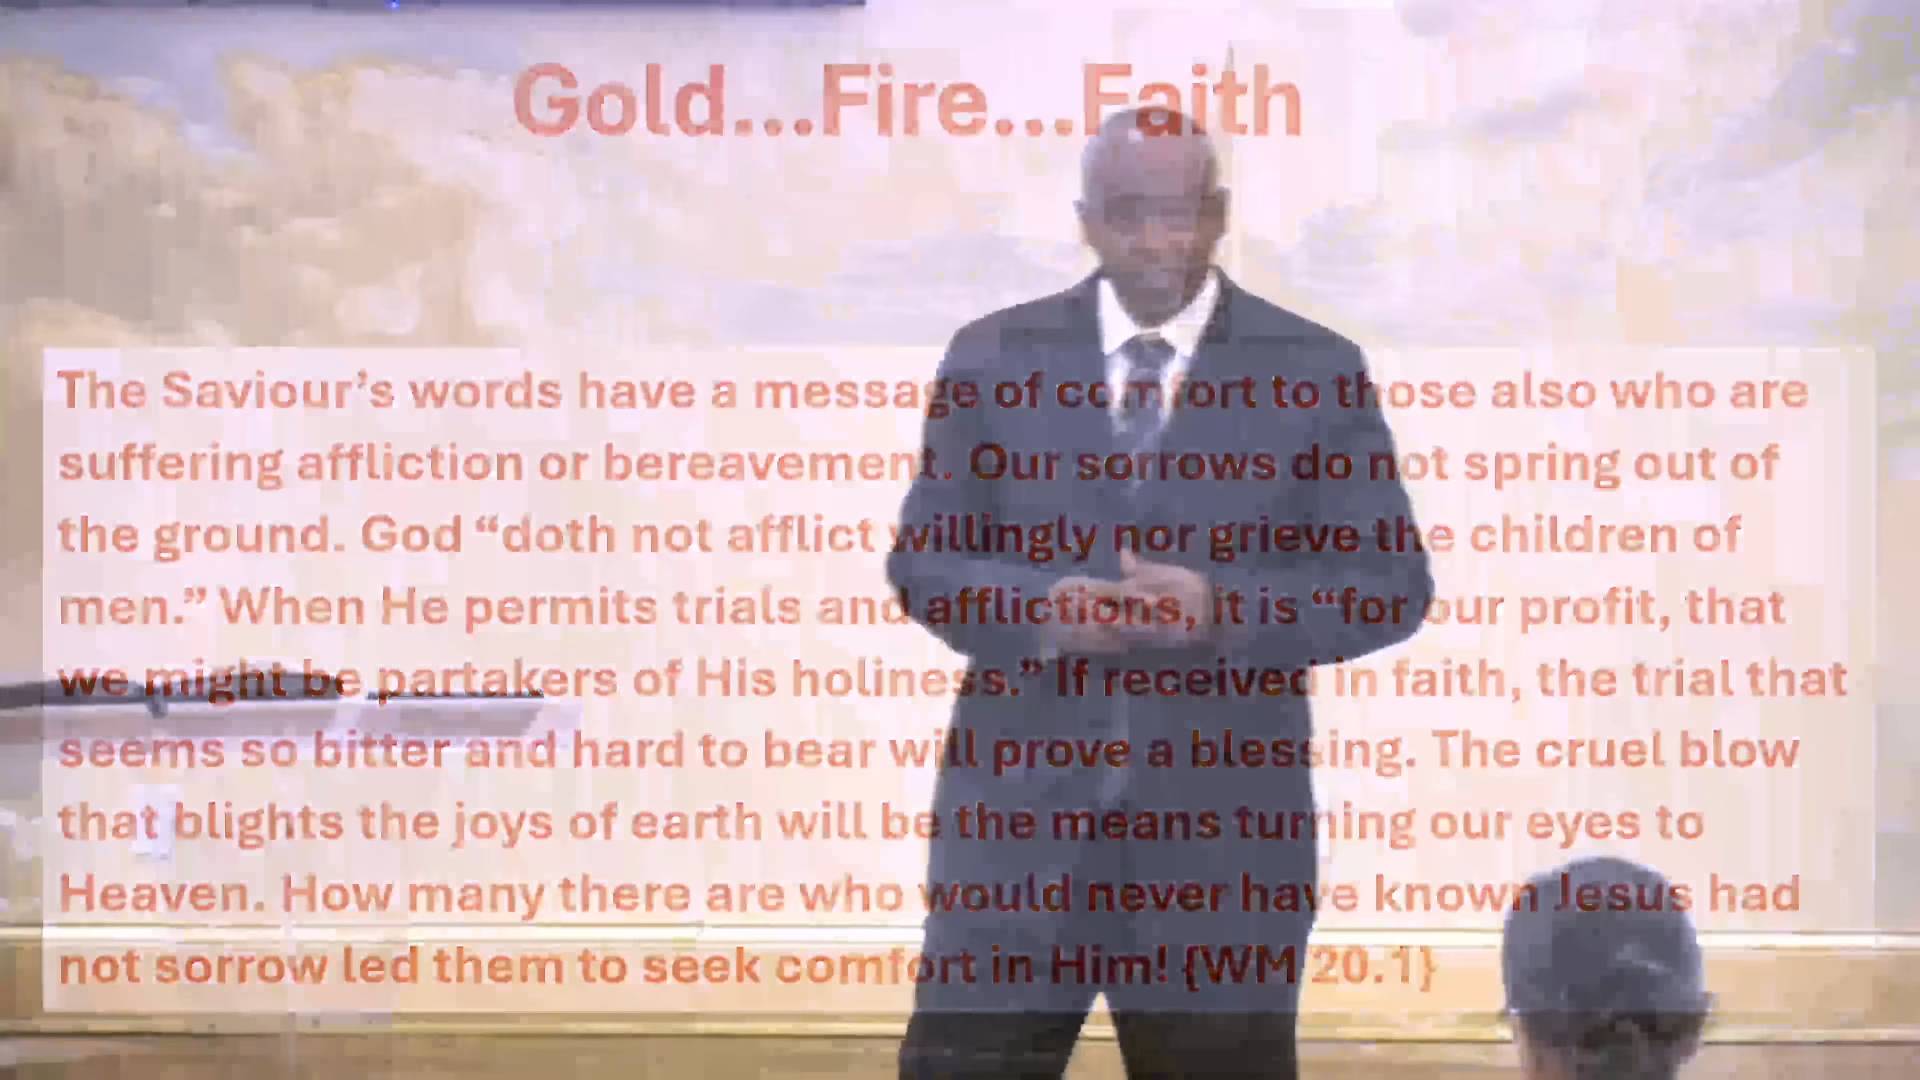 Gold...Fire...Faith
The Saviour’s words have a message of comfort to those also who are
suffering affliction or bereavement. Our sorrows do not spring out of
the ground. God “doth not afflict willingly nor grieve the children of
men.” When He permits trials and afflictions, it is “for our profit, that
we might be partakers of His holiness.” If received in faith, the trial that
seems so bitter and hard to bear will prove a blessing. The cruel blow
that blights the joys of earth will be the means turning our eyes to
Heaven. How many there are who would never have known Jesus had
not sorrow led them to seek comfort in Him! {WM 20.1}